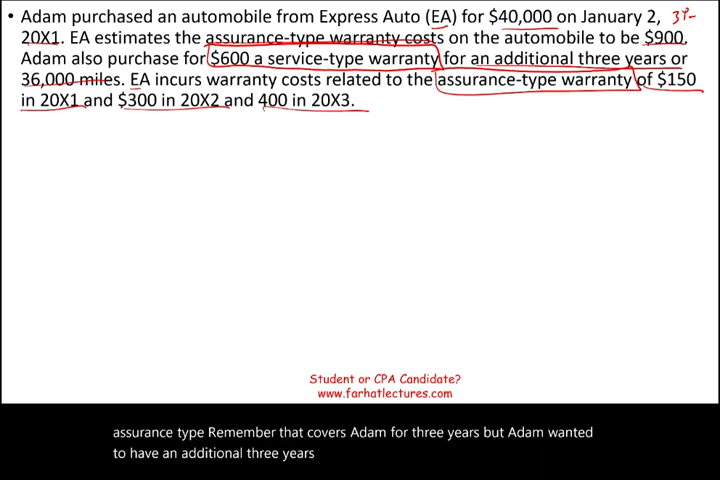 • Adam purchased an automobile from Express Auto (EA) for $40,000 on January 2, 3Y-
20X1. EA estimates the assurance-type warranty costs on the automobile to be $900.
Adam also purchase for $600 a service-type warranty for an additional three years or
36,000 miles. EA incurs warranty costs related to the assurance-type warranty of $150
in 20X1 and $300 in 20X2 and 400 in 20X3.
Student or CPA Candidate?
www.farhatlectures.com
assurance type Remember that covers Adam for three years but Adam wanted
to have an additional three years